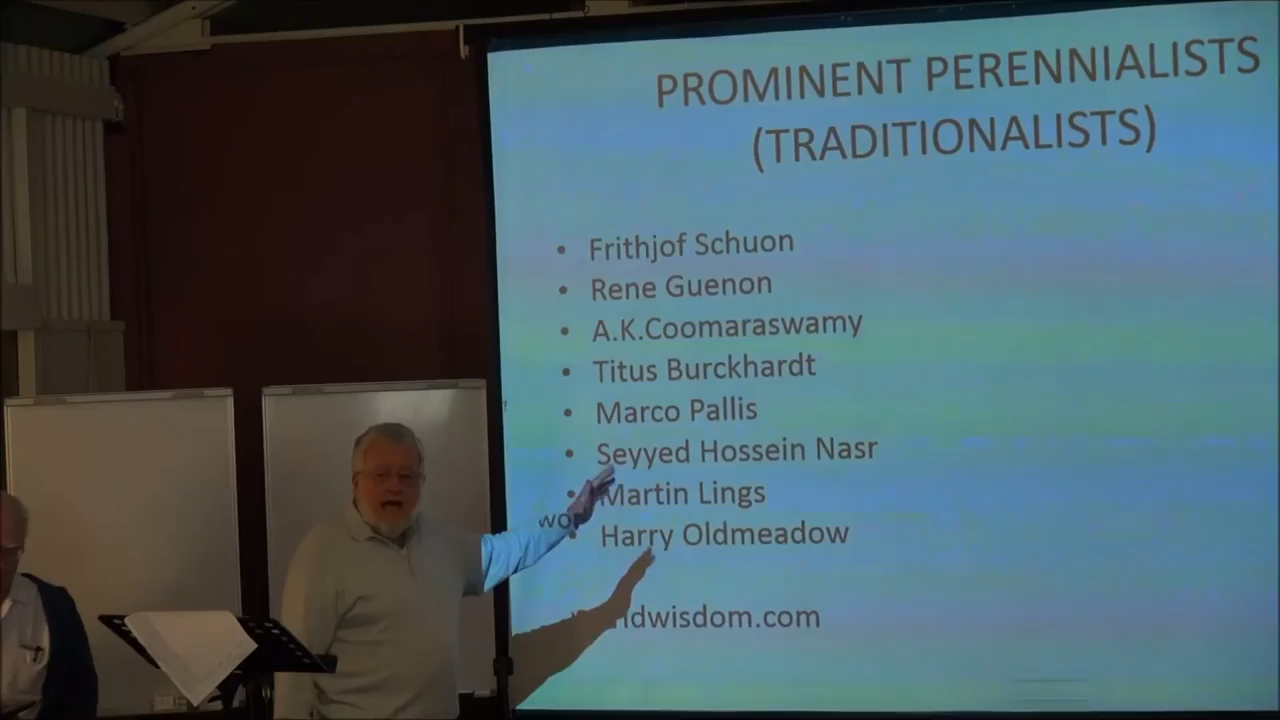 PROMINENT PERENNIALISTS
(TRADITIONALISTS)
• Frithjof Schuon
• Rene Guenon
• A.K.Coomaraswamy
• Titus Burckhardt
• Marco Pallis
• Seyyed Hossein Nasr
• Martin Lings
• Harry Oldmeadow